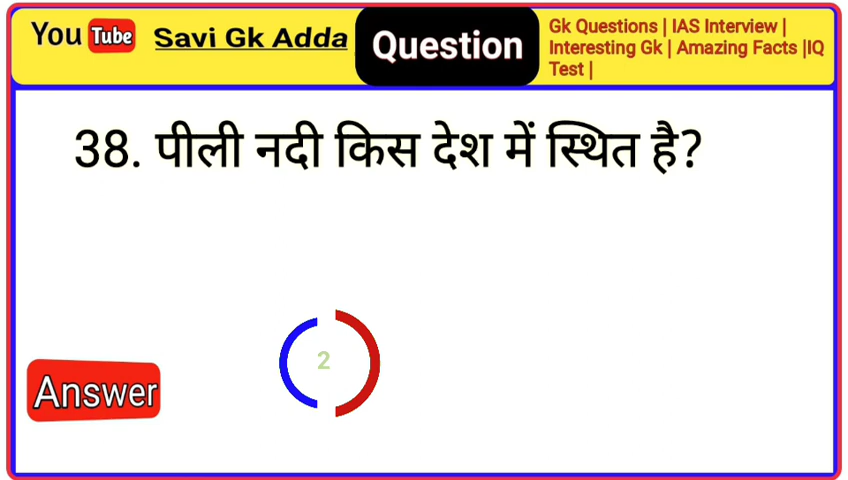 You Tube Savi Gk Adda Question
Gk Questions | IAS Interview |
Interesting Gk | Amazing Facts |IQ
Test |
38. पीली नदी किस देश में स्थित है?
2
Answer